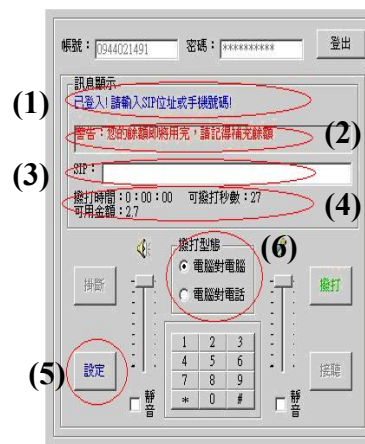 帳號：0944021491 密碼：********** 登出
訊息顯示
(1) 已登入!請輸入SIP位址或手機號碼!
警告：您的餘額即將用充，請記得補充餘額 (2)
(3) SIP：
撥打時間：0：00：00 可撥打秒數：27
可用金額：2.7 (4)
撥打型態 (6)
掛斷 電腦對電腦 撥打
電腦對電話
1 2 3
4 5 6
(5) 設定 7 8 9 接聽
* 0 #
靜音 靜音